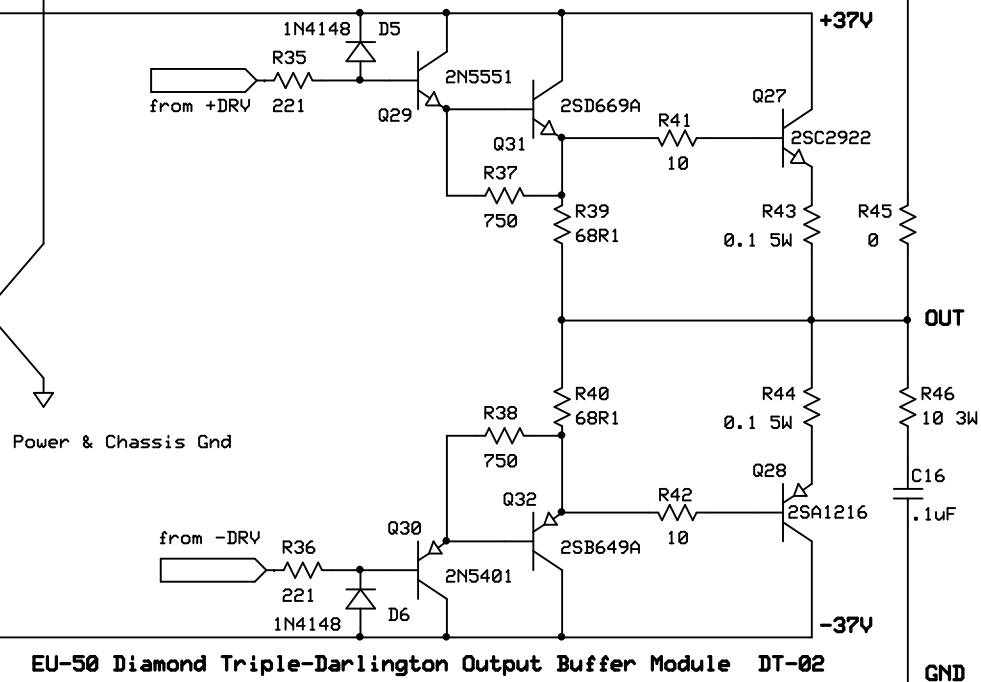 +37V
1N4148 D5
R35
2N5551
from +DRV 221
Q29
2SD669A
Q27
R41
2SC2922
Q31
10
R37
750
R39
68R1
R43
0.1 5W
R45
0
OUT
R40
68R1
R44
0.1 5W
R46
10 3W
R38
750
Power & Chassis Gnd
Q28
C16
Q32
R42
2SA1216
.1uF
10
Q30
from -DRV
R36
2SB649A
2N5401
221
D6
1N4148
-37V
EU-50 Diamond Triple-Darlington Output Buffer Module DT-02
GND